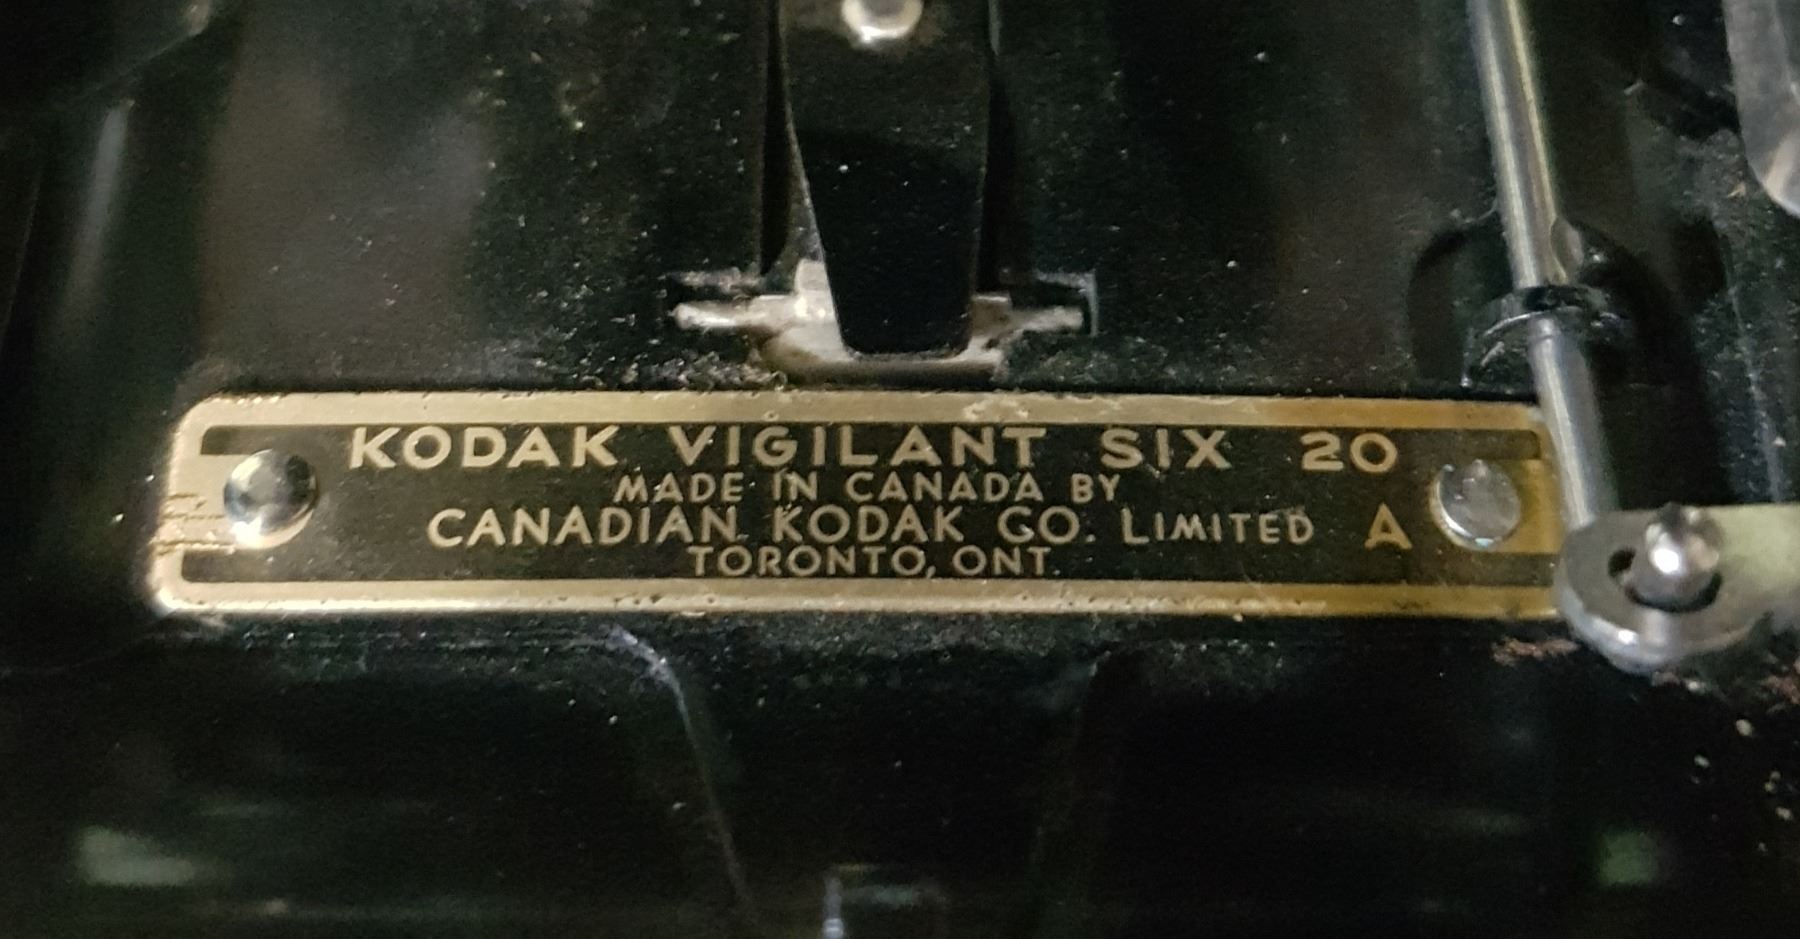 KODAK VIGILANT SIX 20
MADE IN CANADA BY
CANADIAN KODAK CO. LIMITED A
TORONTO, ONT.